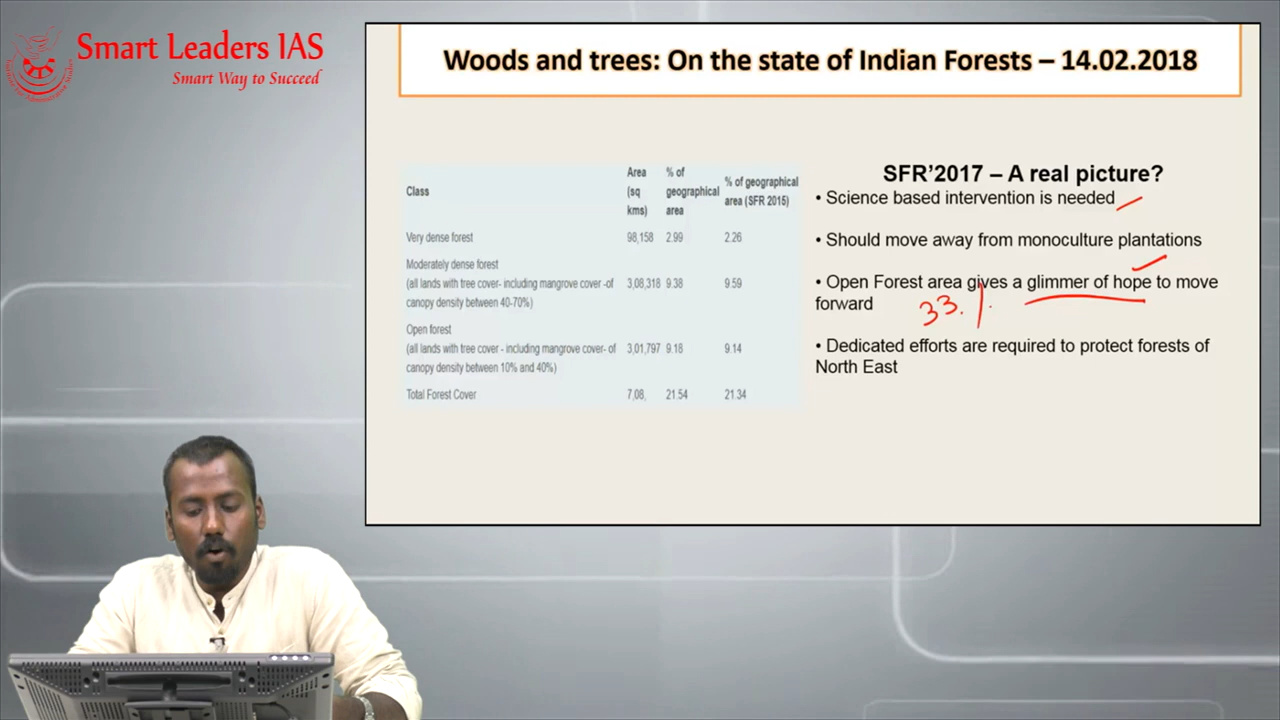 Smart Leaders IAS
Smart Way to Succeed
Woods and trees: On the state of Indian Forests – 14.02.2018
Class
Area (sq kms)
% of geographical area
% of geographical area (SFR 2015)
Very dense forest 98,158 2.99 2.26
Moderately dense forest
(all lands with tree cover- including mangrove cover -of 3,08,318 9.38 9.59
canopy density between 40-70%)
Open forest
(all lands with tree cover - including mangrove cover- of 3,01,797 9.18 9.14
canopy density between 10% and 40%)
Total Forest Cover 7,08, 21.54 21.34
SFR’2017 – A real picture?
• Science based intervention is needed
• Should move away from monoculture plantations
• Open Forest area gives a glimmer of hope to move
forward
33.%
• Dedicated efforts are required to protect forests of
North East